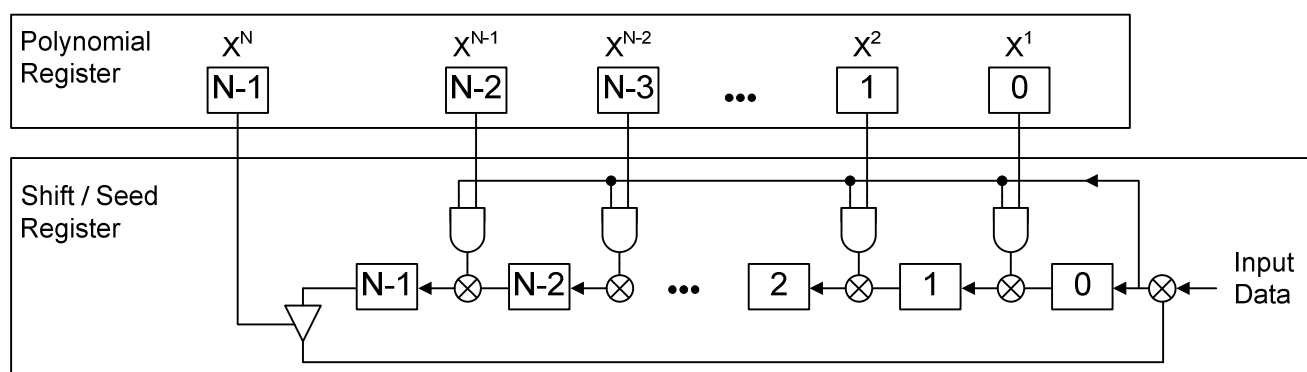 Polynomial
Register
X^N X^N-1 X^N-2 X^2 X^1
N-1 N-2 N-3 ••• 1 0
Shift / Seed
Register
N-1 N-2 ••• 2 1 0
Input
Data